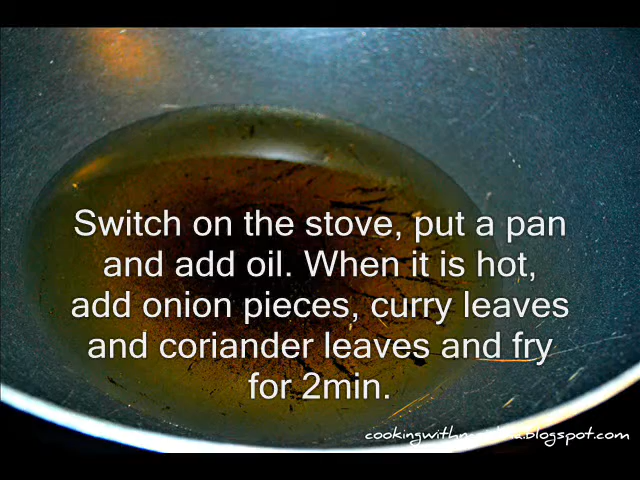 Switch on the stove, put a pan
and add oil. When it is hot,
add onion pieces, curry leaves
and coriander leaves and fry
for 2min.